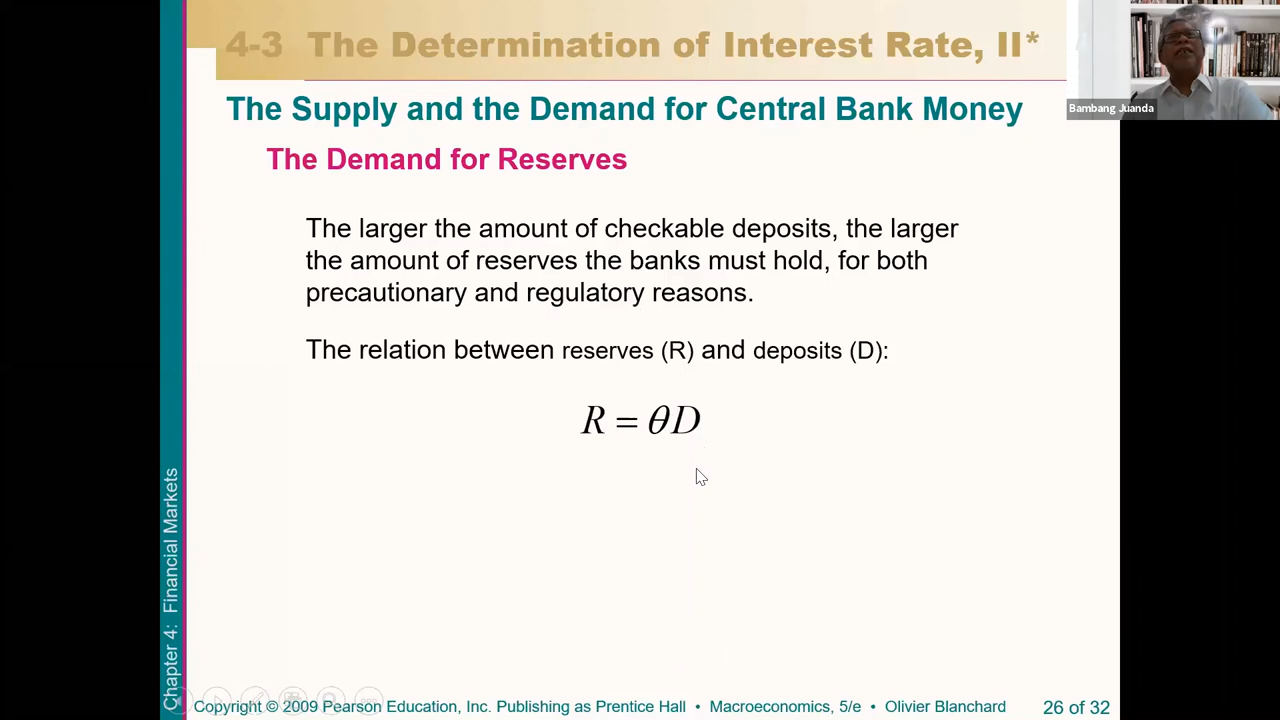 4-3 The Determination of Interest Rate, II*
Bambang Juanda
The Supply and the Demand for Central Bank Money
The Demand for Reserves
The larger the amount of checkable deposits, the larger
the amount of reserves the banks must hold, for both
precautionary and regulatory reasons.
The relation between reserves (R) and deposits (D):
R = θD
Chapter 4: Financial Markets
Copyright © 2009 Pearson Education, Inc. Publishing as Prentice Hall • Macroeconomics, 5/e • Olivier Blanchard
26 of 32